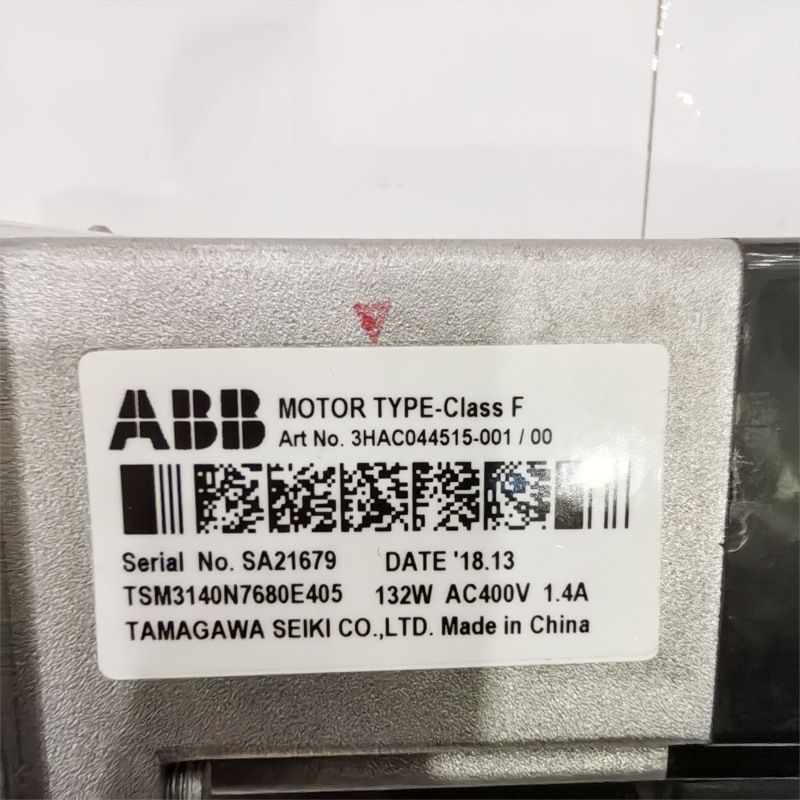 ABB MOTOR TYPE-Class F
Art No. 3HAC044515-001 / 00
Serial No. SA21679 DATE '18.13
TSM3140N7680E405 132W AC400V 1.4A
TAMAGAWA SEIKI CO.,LTD. Made in China